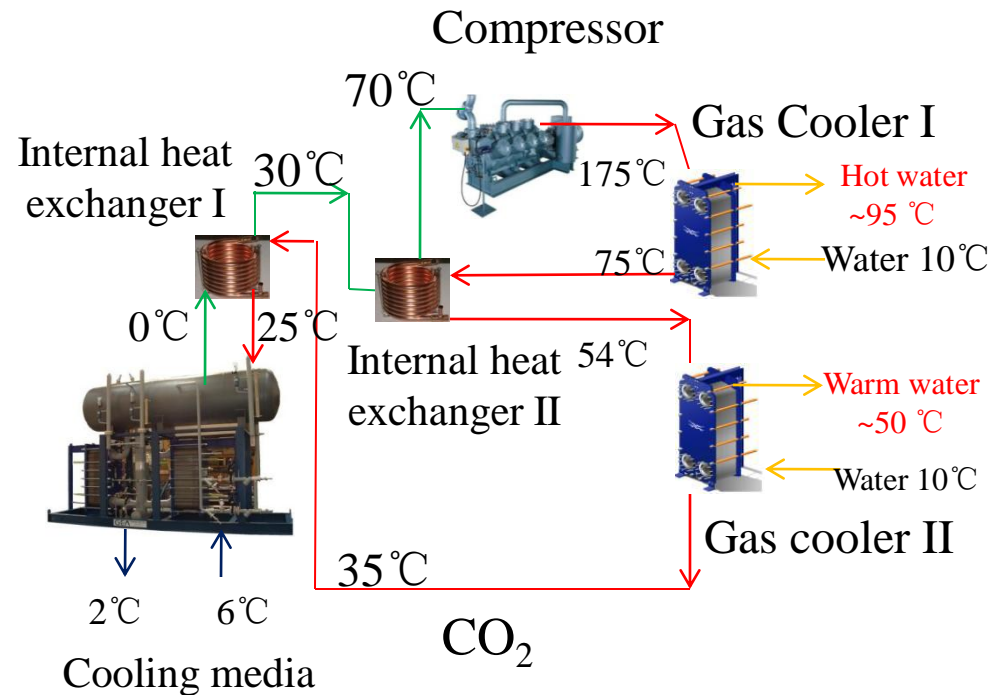 Compressor
70℃
Gas Cooler I
Internal heat
exchanger I
30℃
175℃
Hot water
~95 ℃
75℃
Water 10℃
0℃
25℃
Internal heat
exchanger II
54℃
Warm water
~50 ℃
Water 10℃
GEA
Gas cooler II
35℃
2℃
6℃
CO₂
Cooling media